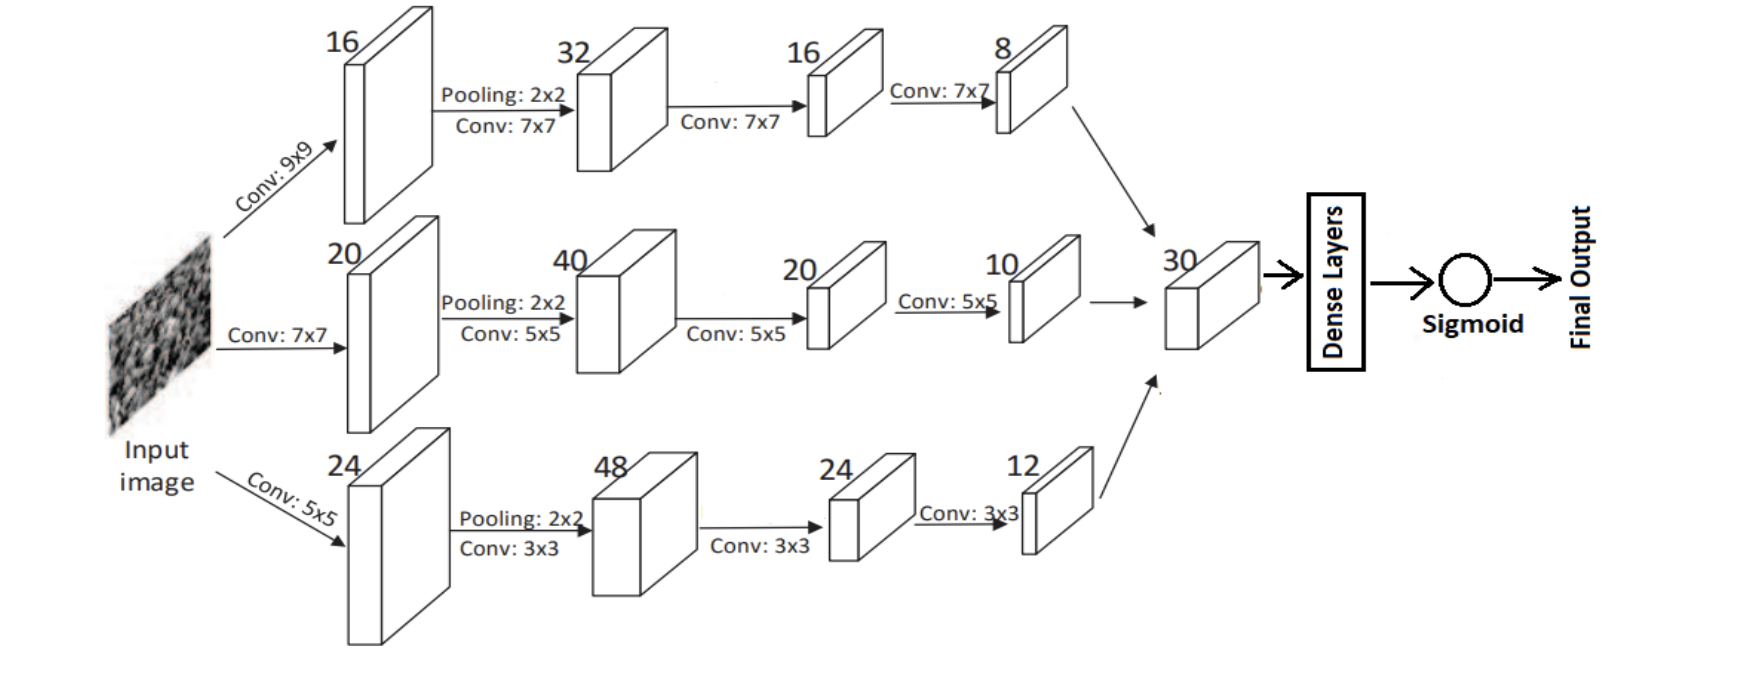 16
32
16
8
Pooling: 2x2
Conv: 7x7
Conv: 7x7
Conv: 7x7
Conv: 9x9
20
40
20
10
30
Pooling: 2x2
Conv: 5x5
Conv: 5x5
Conv: 5x5
Conv: 7x7
Dense Layers
Sigmoid
Final Output
Input
image
24
48
24
12
Conv: 5x5
Pooling: 2x2
Conv: 3x3
Conv: 3x3
Conv: 3x3